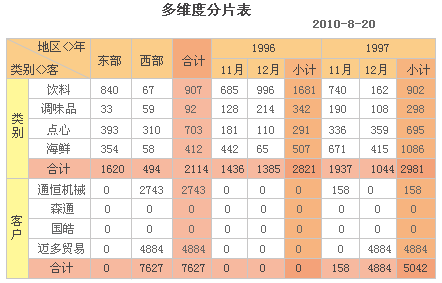 多维度分片表
2010-8-20
地区<>年 东部 西部 合计 1996 1997
类别<>客 11月 12月 小计 11月 12月 小计
类别 饮料 840 67 907 685 996 1681 740 162 902
调味品 33 59 92 128 214 342 190 108 298
点心 393 310 703 181 110 291 336 359 695
海鲜 354 58 412 442 65 507 671 415 1086
合计 1620 494 2114 1436 1385 2821 1937 1044 2981
客户 通恒机械 0 2743 2743 0 0 0 158 0 158
森通 0 0 0 0 0 0 0 0 0
国皓 0 0 0 0 0 0 0 0 0
迈多贸易 0 4884 4884 0 0 0 0 4884 4884
合计 0 7627 7627 0 0 0 158 4884 5042